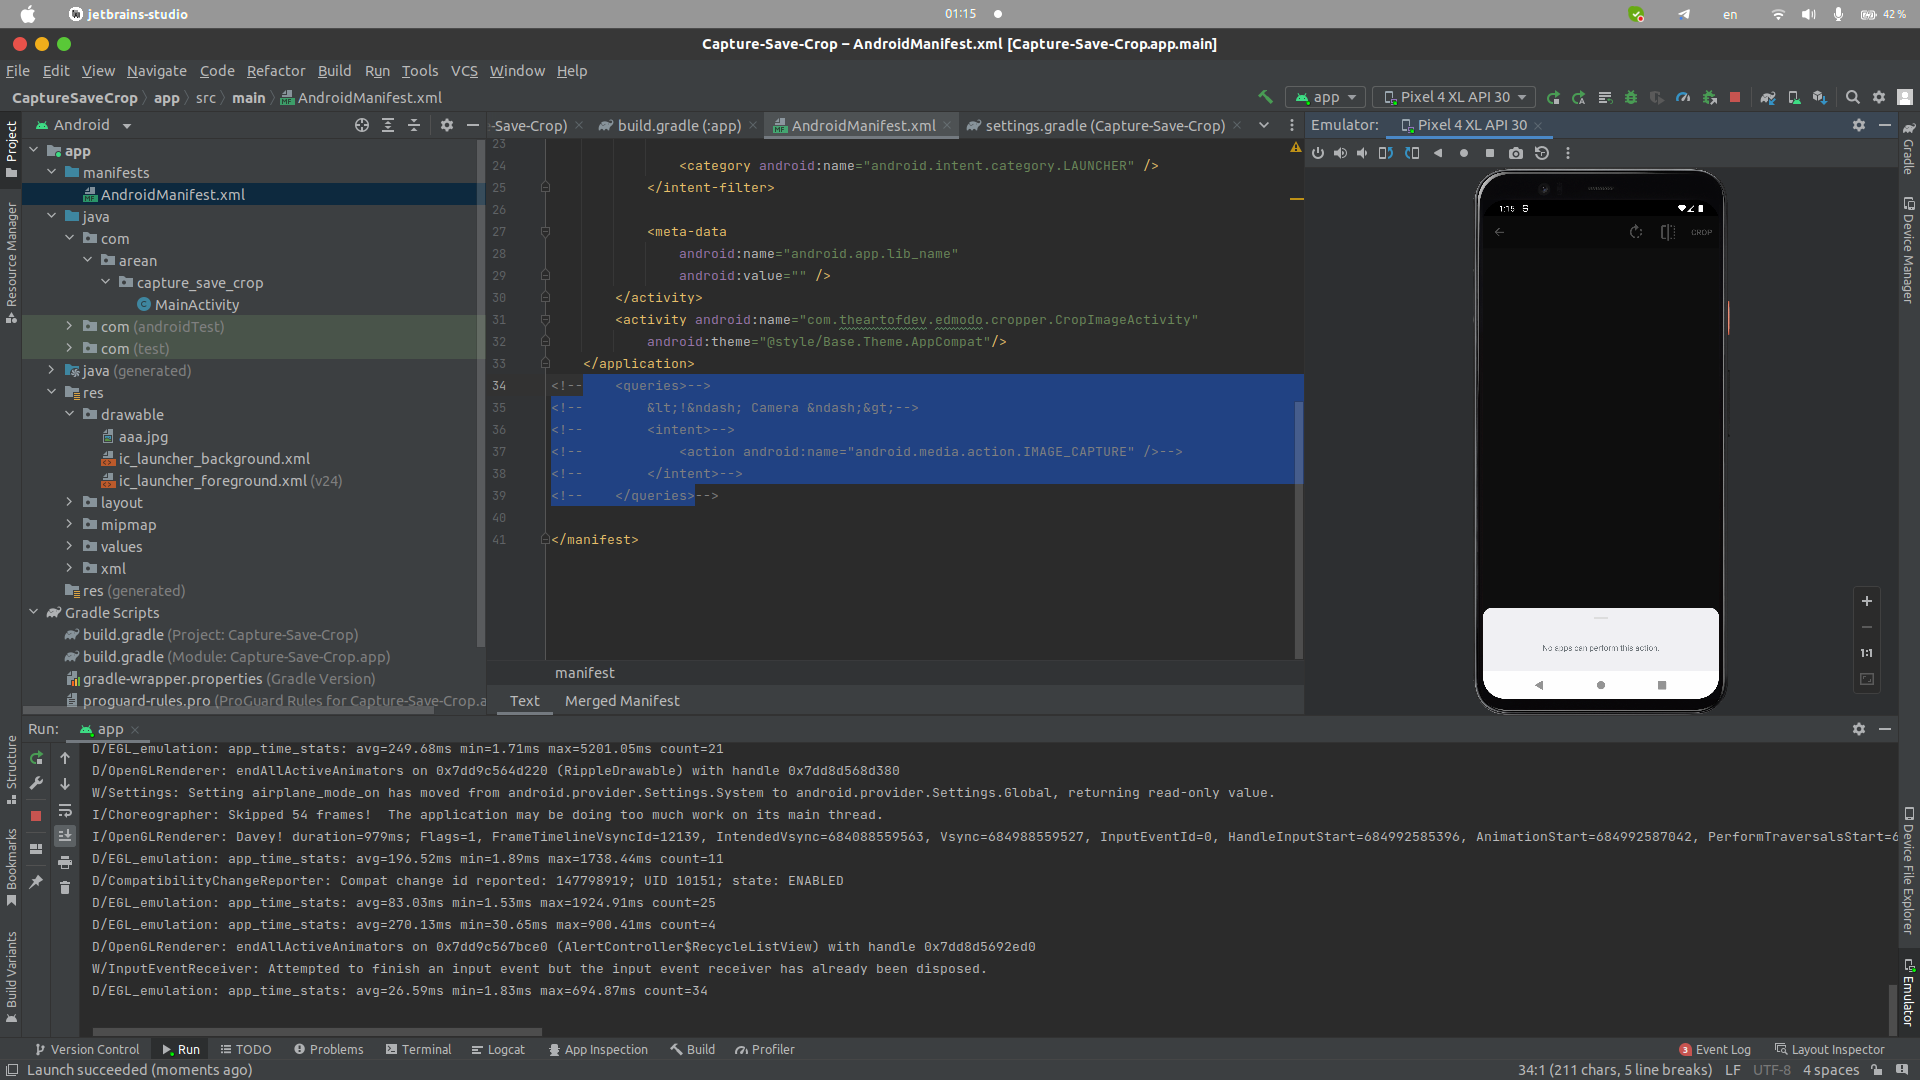 jetbrains-studio
01:15
en
42 %
Capture-Save-Crop – AndroidManifest.xml [Capture-Save-Crop.app.main]
File Edit View Navigate Code Refactor Build Run Tools VCS Window Help
CaptureSaveCrop app src main AndroidManifest.xml
app
Pixel 4 XL API 30
Android
-Save-Crop)
build.gradle (:app)
AndroidManifest.xml
settings.gradle (Capture-Save-Crop)
Emulator:
Pixel 4 XL API 30
Project
Resource Manager
Structure
Bookmarks
Build Variants
app
manifests
AndroidManifest.xml
java
com
arean
capture_save_crop
MainActivity
com (androidTest)
com (test)
java (generated)
res
drawable
aaa.jpg
ic_launcher_background.xml
ic_launcher_foreground.xml (v24)
layout
mipmap
values
xml
res (generated)
Gradle Scripts
build.gradle (Project: Capture-Save-Crop)
build.gradle (Module: Capture-Save-Crop.app)
gradle-wrapper.properties (Gradle Version)
proguard-rules.pro (ProGuard Rules for Capture-Save-Crop.a
23
24 <category android:name="android.intent.category.LAUNCHER" />
25 </intent-filter>
26
27 <meta-data
28 android:name="android.app.lib_name"
29 android:value="" />
30 </activity>
31 <activity android:name="com.theartofdev.edmodo.cropper.CropImageActivity"
32 android:theme="@style/Base.Theme.AppCompat"/>
33 </application>
34 <!-- <queries>-->
35 <!-- &lt;!&ndash; Camera &ndash;&gt;-->
36 <!-- <intent>-->
37 <!-- <action android:name="android.media.action.IMAGE_CAPTURE" />-->
38 <!-- </intent>-->
39 <!-- </queries>-->
40
41 </manifest>
manifest
Text Merged Manifest
1:15
CROP
No apps can perform this action.
1:1
Gradle
Device Manager
Device File Explorer
Emulator
Run: app
D/EGL_emulation: app_time_stats: avg=249.68ms min=1.71ms max=5201.05ms count=21
D/OpenGLRenderer: endAllActiveAnimators on 0x7dd9c564d220 (RippleDrawable) with handle 0x7dd8d568d380
W/Settings: Setting airplane_mode_on has moved from android.provider.Settings.System to android.provider.Settings.Global, returning read-only value.
I/Choreographer: Skipped 54 frames!  The application may be doing too much work on its main thread.
I/OpenGLRenderer: Davey! duration=979ms; Flags=1, FrameTimelineVsyncId=12139, IntendedVsync=684088559563, Vsync=684988559527, InputEventId=0, HandleInputStart=684992585396, AnimationStart=684992587042, PerformTraversalsStart=6
D/EGL_emulation: app_time_stats: avg=196.52ms min=1.89ms max=1738.44ms count=11
D/CompatibilityChangeReporter: Compat change id reported: 147798919; UID 10151; state: ENABLED
D/EGL_emulation: app_time_stats: avg=83.03ms min=1.53ms max=1924.91ms count=25
D/EGL_emulation: app_time_stats: avg=270.13ms min=30.65ms max=900.41ms count=4
D/OpenGLRenderer: endAllActiveAnimators on 0x7dd9c567bce0 (AlertController$RecycleListView) with handle 0x7dd8d5692ed0
W/InputEventReceiver: Attempted to finish an input event but the input event receiver has already been disposed.
D/EGL_emulation: app_time_stats: avg=26.59ms min=1.83ms max=694.87ms count=34
Version Control Run TODO Problems Terminal Logcat App Inspection Build Profiler
3 Event Log Layout Inspector
Launch succeeded (moments ago)
34:1 (211 chars, 5 line breaks) LF UTF-8 4 spaces